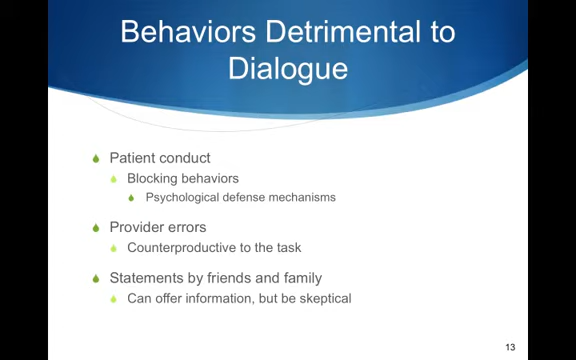 Behaviors Detrimental to
Dialogue
Patient conduct
Blocking behaviors
Psychological defense mechanisms
Provider errors
Counterproductive to the task
Statements by friends and family
Can offer information, but be skeptical
13